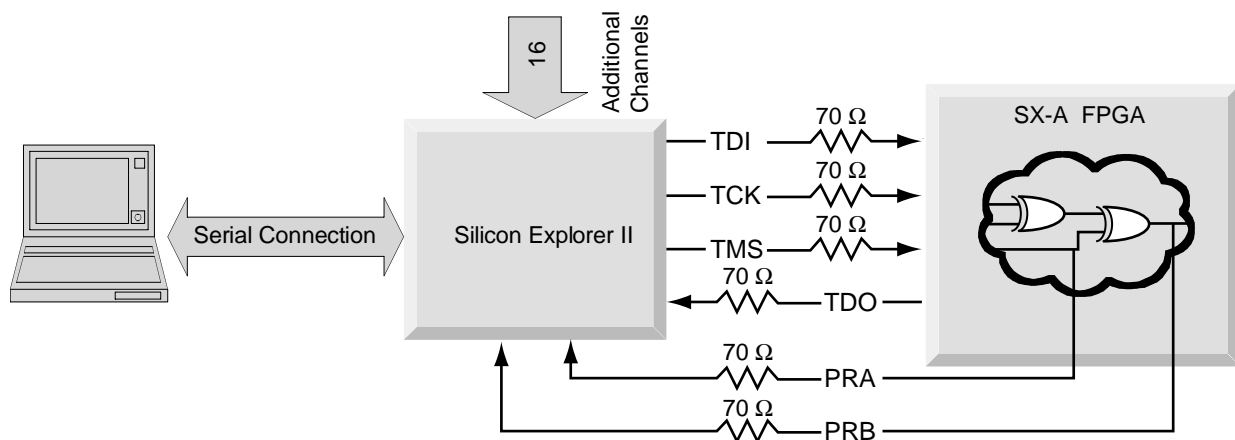 16
Additional
Channels
70 Ω
SX-A FPGA
TDI
70 Ω
TCK
Serial Connection
Silicon Explorer II
70 Ω
TMS
70 Ω
TDO
70 Ω
PRA
70 Ω
PRB